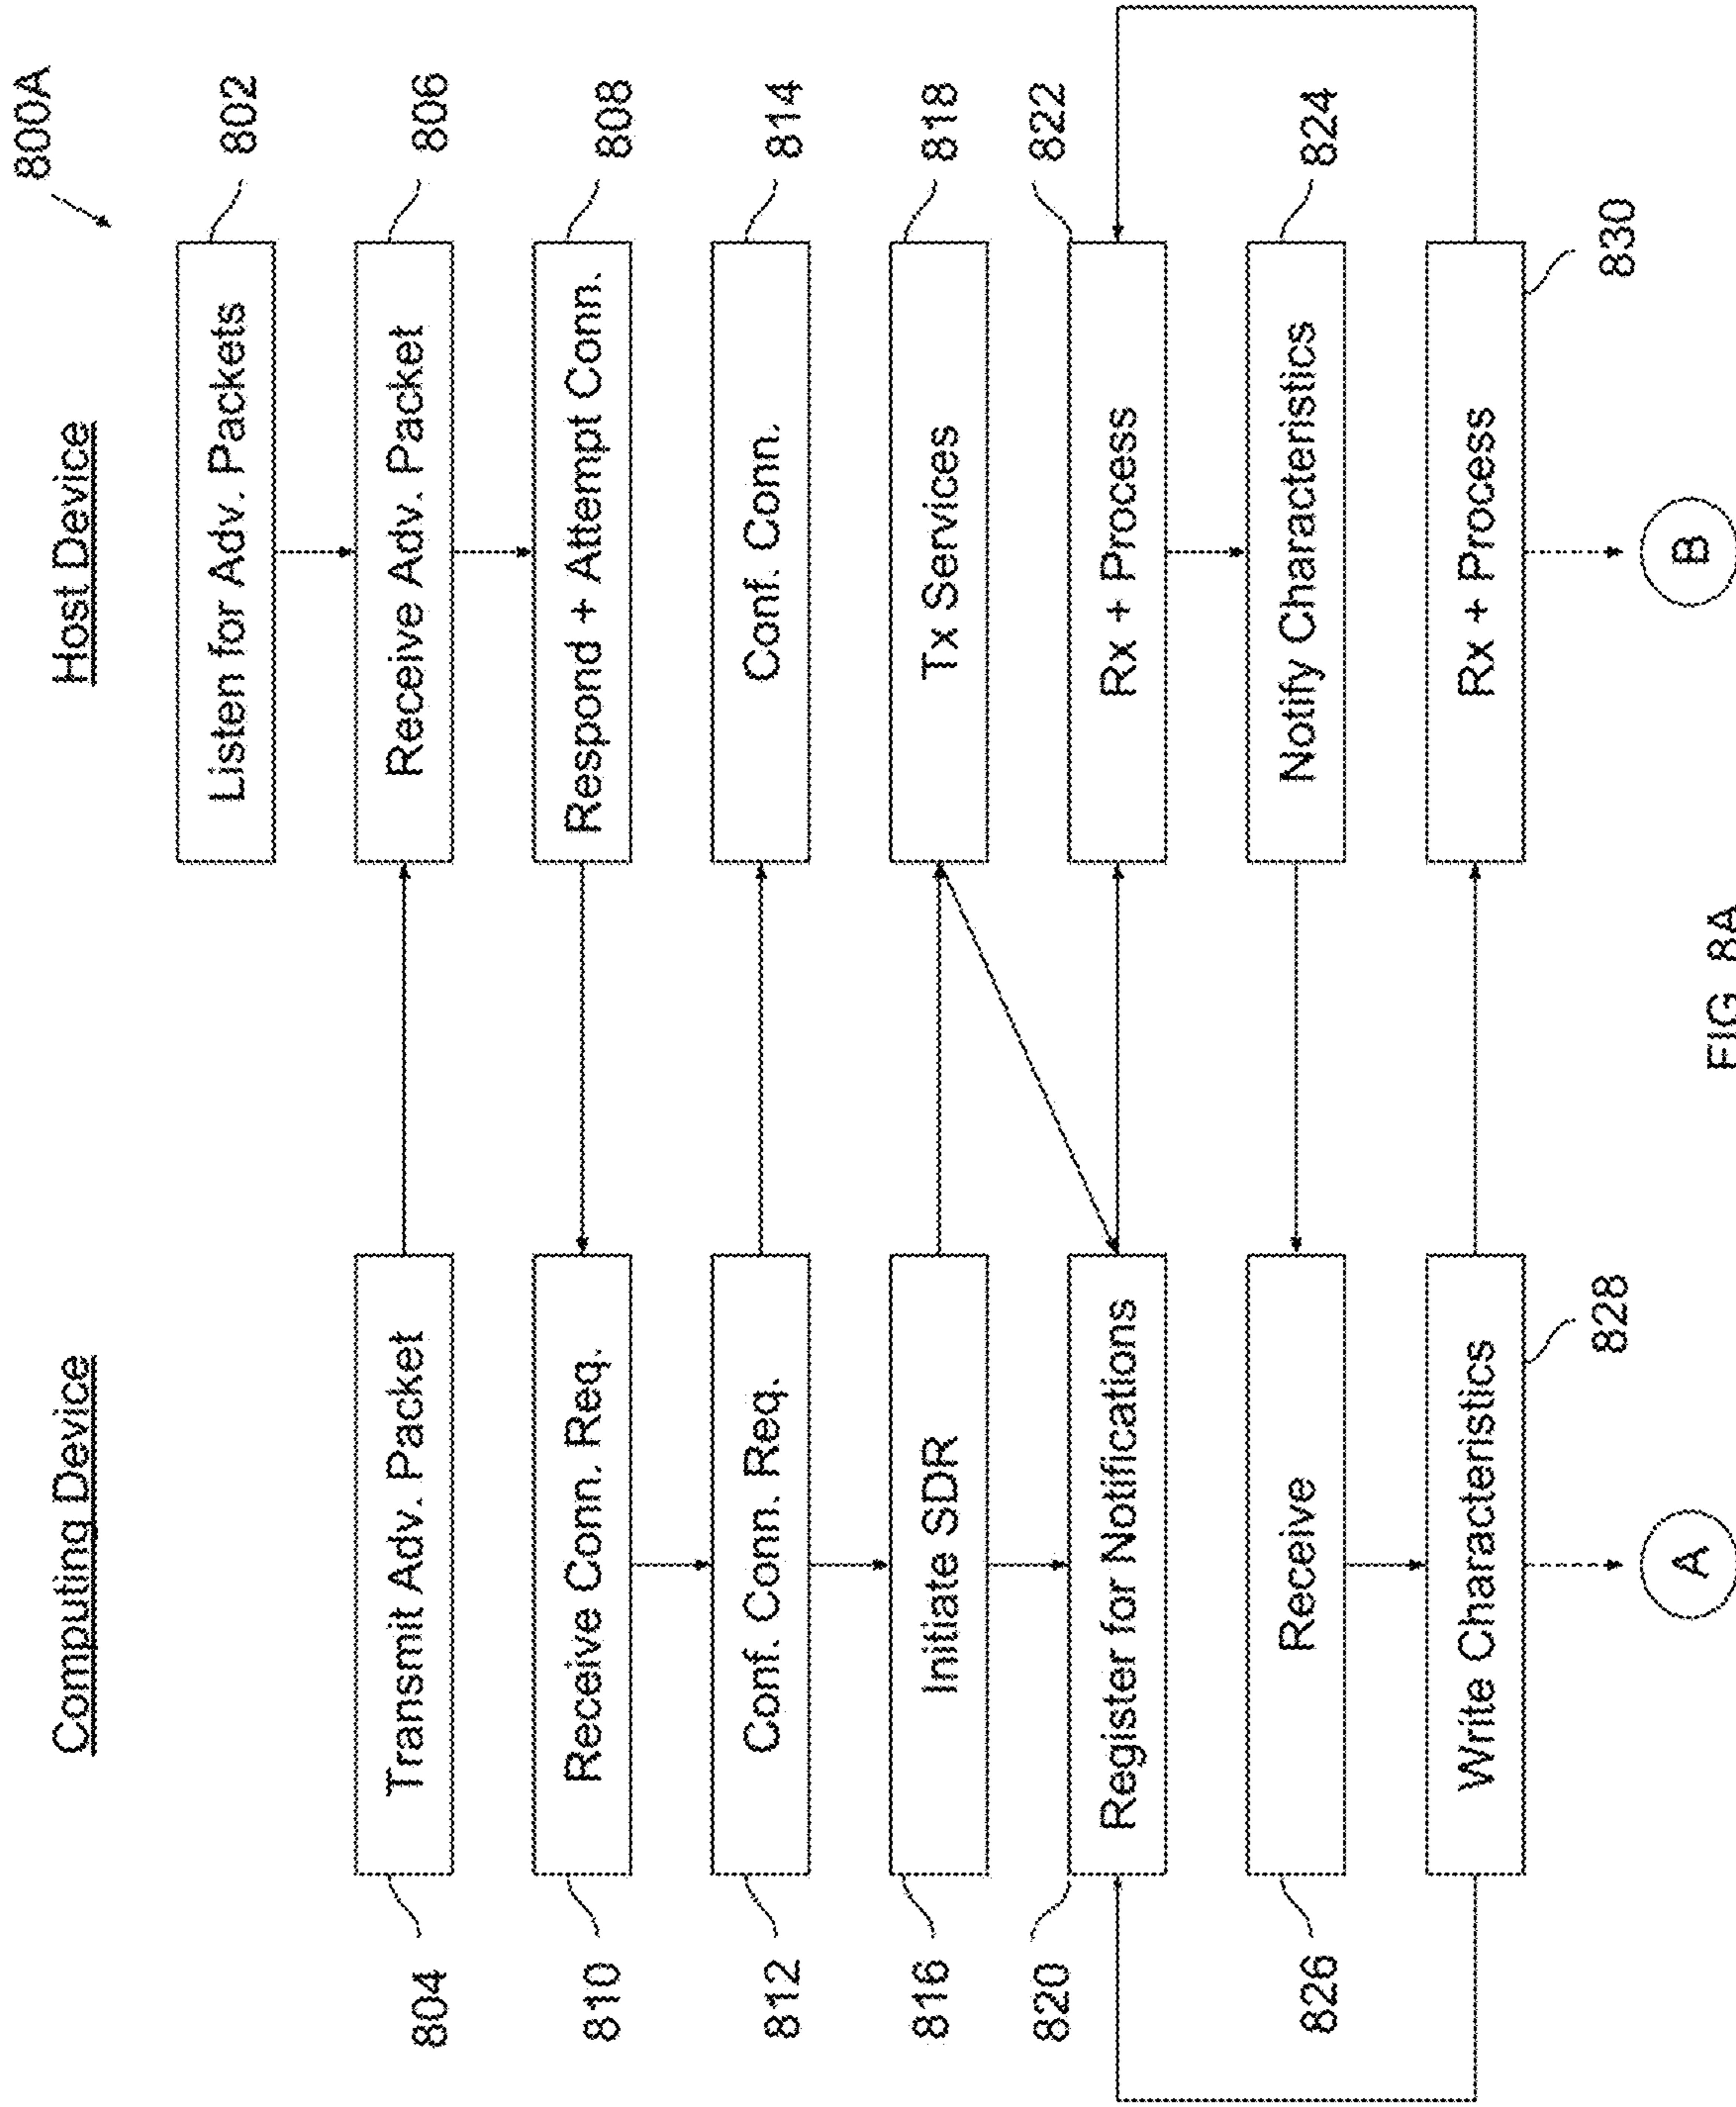 800A
Computing Device
Host Device
Listen for Adv. Packets
802
804
Transmit Adv. Packet
Receive Adv. Packet
806
810
Receive Conn. Req.
Respond + Attempt Conn.
808
812
Conf. Conn. Req.
Conf. Conn.
814
816
Initiate SDR
Tx Services
818
820
Register for Notifications
Rx + Process
822
826
Receive
Notify Characteristics
824
Write Characteristics
828
Rx + Process
830
A
B
FIG. 8A